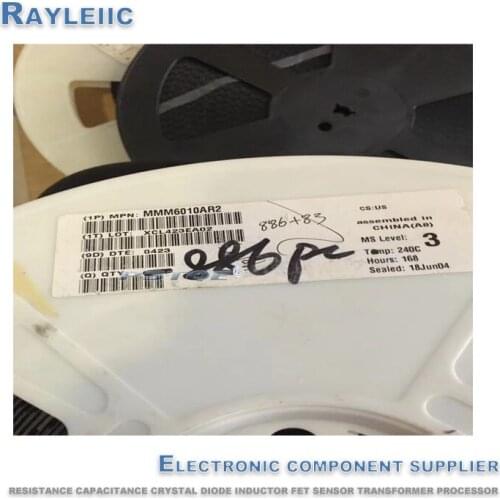 RAYLEIIC
(1P) MPN: MMM6010AR2
(1T) LOT: XCL423EA02
(9D) DTE: 0423
(Q) QTY:
886+83
-886pc
CS:US
assembled in
CHINA(A8)
MS Level: 3
Temp: 240C
Hours: 168
Sealed: 18Jun04
ELECTRONIC COMPONENT SUPPLIER
RESISTANCE CAPACITANCE CRYSTAL DIODE INDUCTOR FET SENSOR TRANSFORMER PROCESSOR